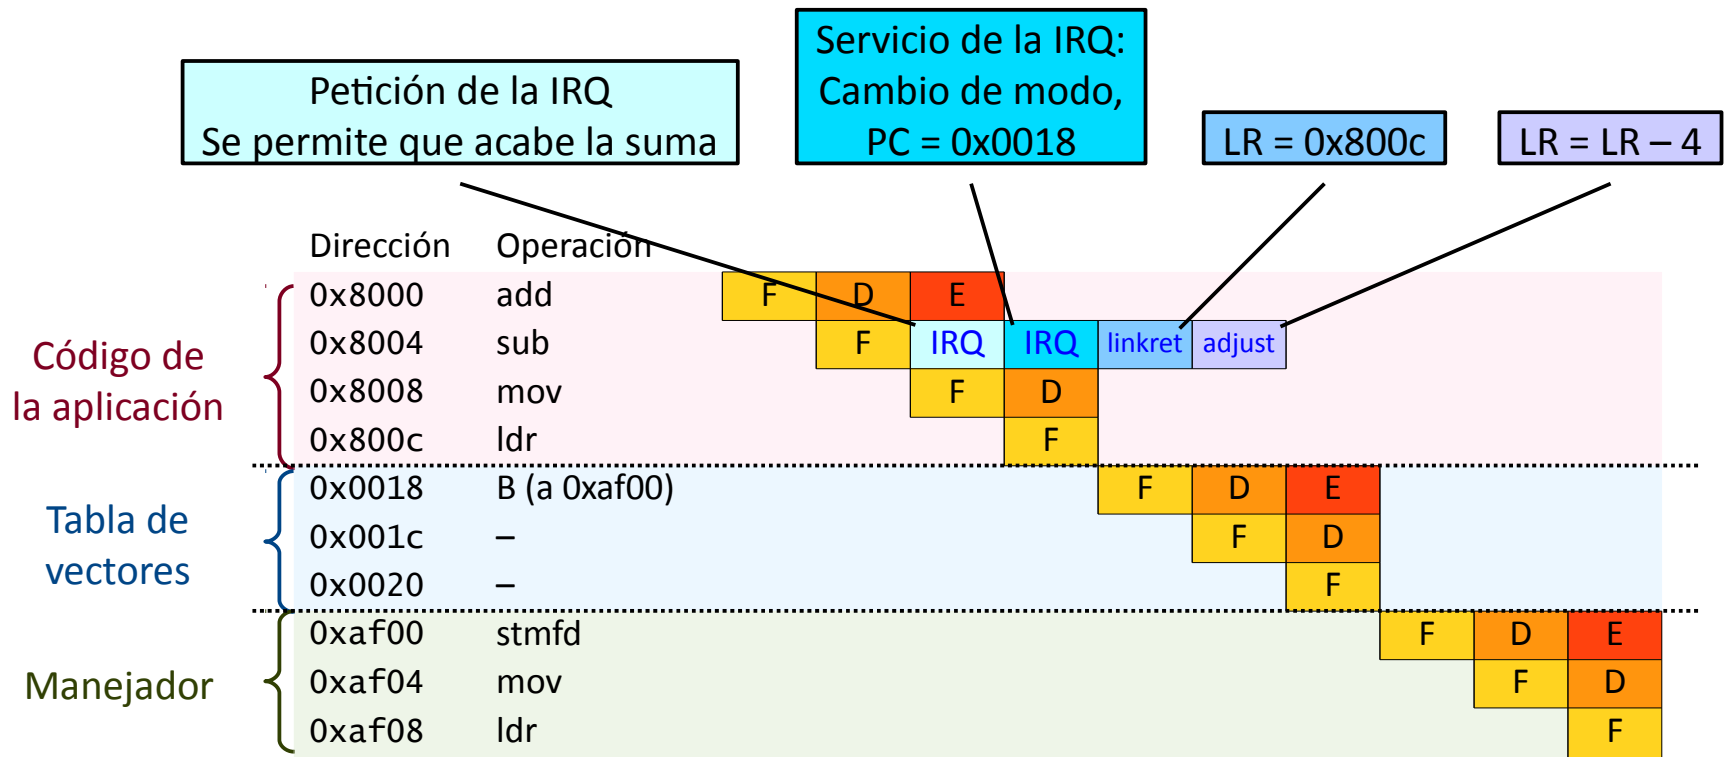 Petición de la IRQ
Se permite que acabe la suma
Servicio de la IRQ:
Cambio de modo,
PC = 0x0018
LR = 0x800c
LR = LR – 4
Dirección Operación
Código de
la aplicación
0x8000 add F D E
0x8004 sub F IRQ IRQ linkret adjust
0x8008 mov F D
0x800c ldr F
Tabla de
vectores
0x0018 B (a 0xaf00) F D E
0x001c – F D
0x0020 – F
Manejador
0xaf00 stmfd F D E
0xaf04 mov F D
0xaf08 ldr F